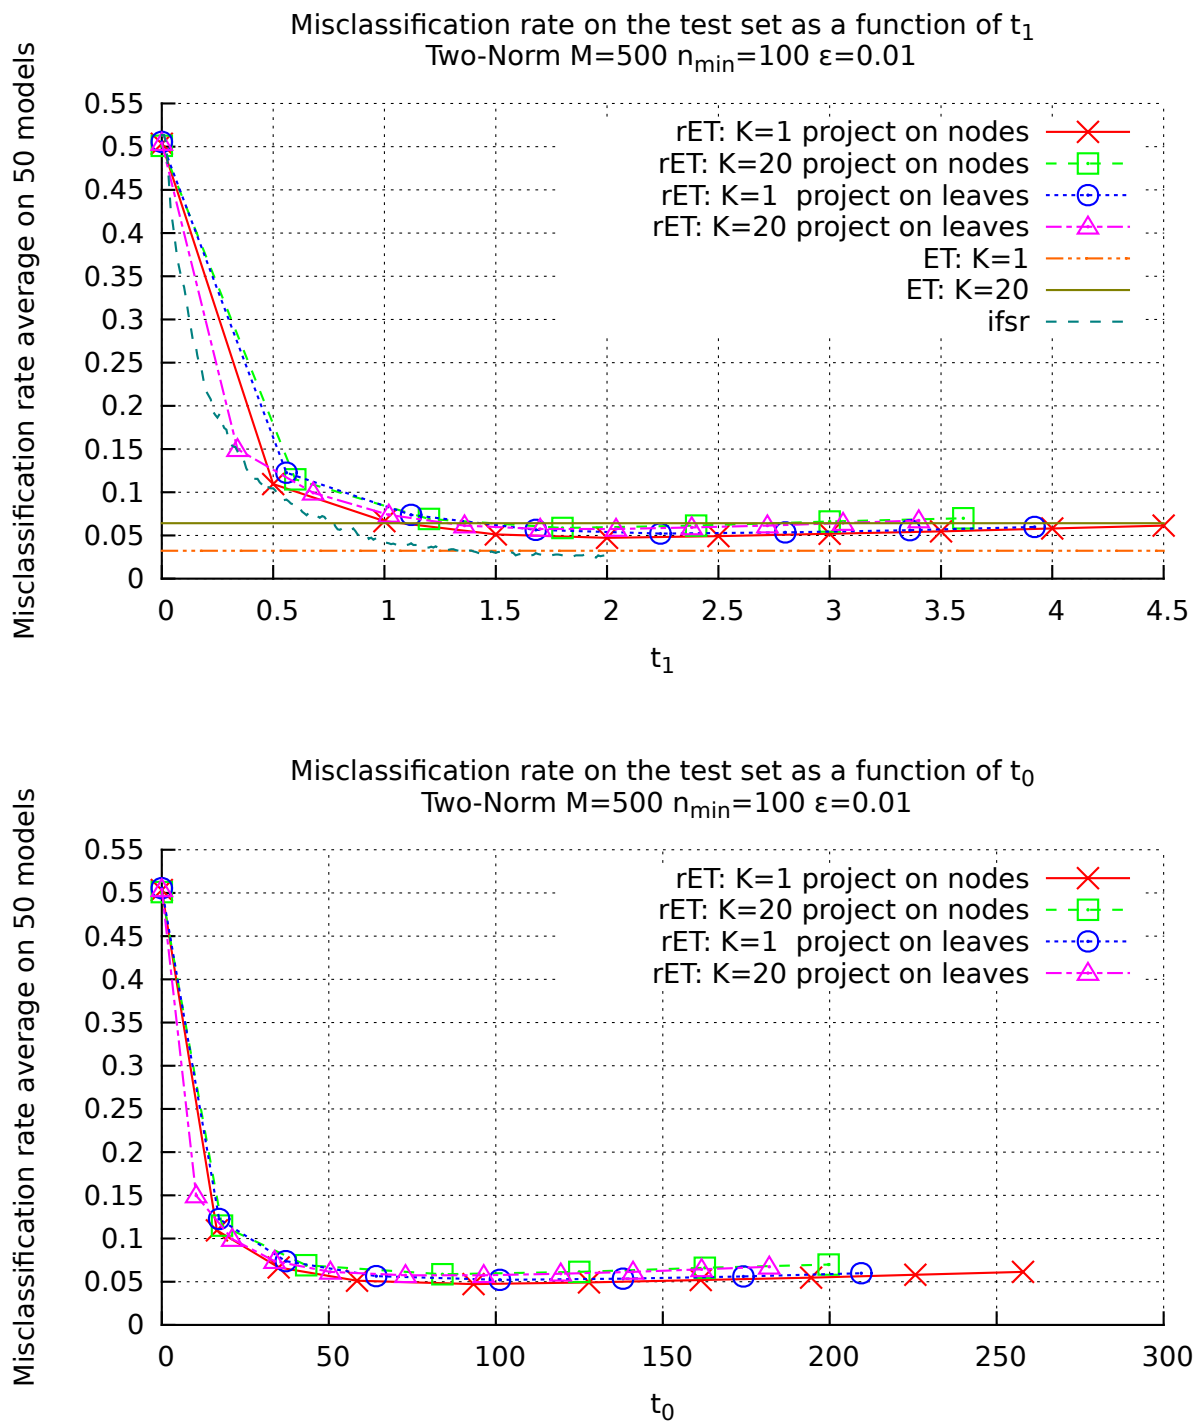 Misclassification rate on the test set as a function of t1
Two-Norm M=500 nmin=100 ε=0.01
Misclassification rate average on 50 models
0.55
0.5
0.45
0.4
0.35
0.3
0.25
0.2
0.15
0.1
0.05
0
rET: K=1 project on nodes
rET: K=20 project on nodes
rET: K=1  project on leaves
rET: K=20 project on leaves
ET: K=1
ET: K=20
ifsr
0 0.5 1 1.5 2 2.5 3 3.5 4 4.5
t1
Misclassification rate on the test set as a function of t0
Two-Norm M=500 nmin=100 ε=0.01
Misclassification rate average on 50 models
0.55
0.5
0.45
0.4
0.35
0.3
0.25
0.2
0.15
0.1
0.05
0
rET: K=1 project on nodes
rET: K=20 project on nodes
rET: K=1  project on leaves
rET: K=20 project on leaves
0 50 100 150 200 250 300
t0